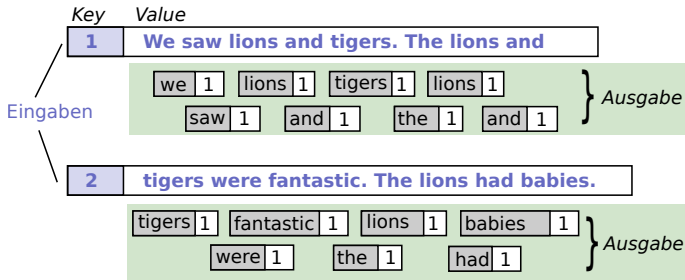 Key Value
1 We saw lions and tigers. The lions and
we 1 lions 1 tigers 1 lions 1
Ausgabe
saw 1 and 1 the 1 and 1
Eingaben
2 tigers were fantastic. The lions had babies.
tigers 1 fantastic 1 lions 1 babies 1
Ausgabe
were 1 the 1 had 1